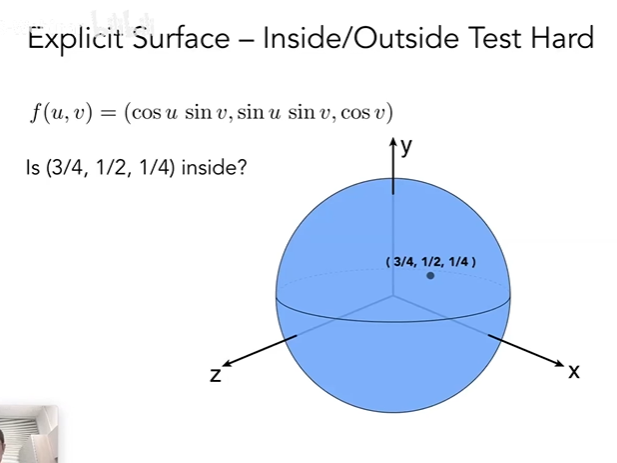 Explicit Surface – Inside/Outside Test Hard
f(u, v) = (cos u sin v, sin u sin v, cos v)
Is (3/4, 1/2, 1/4) inside?
y
( 3/4, 1/2, 1/4 )
z
x